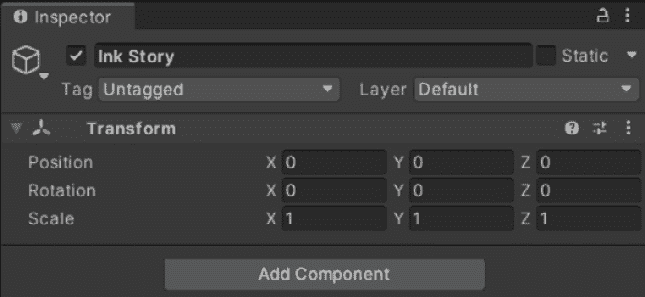 Inspector
Ink Story Static
Tag Untagged Layer Default
Transform
Position X 0 Y 0 Z 0
Rotation X 0 Y 0 Z 0
Scale X 1 Y 1 Z 1
Add Component